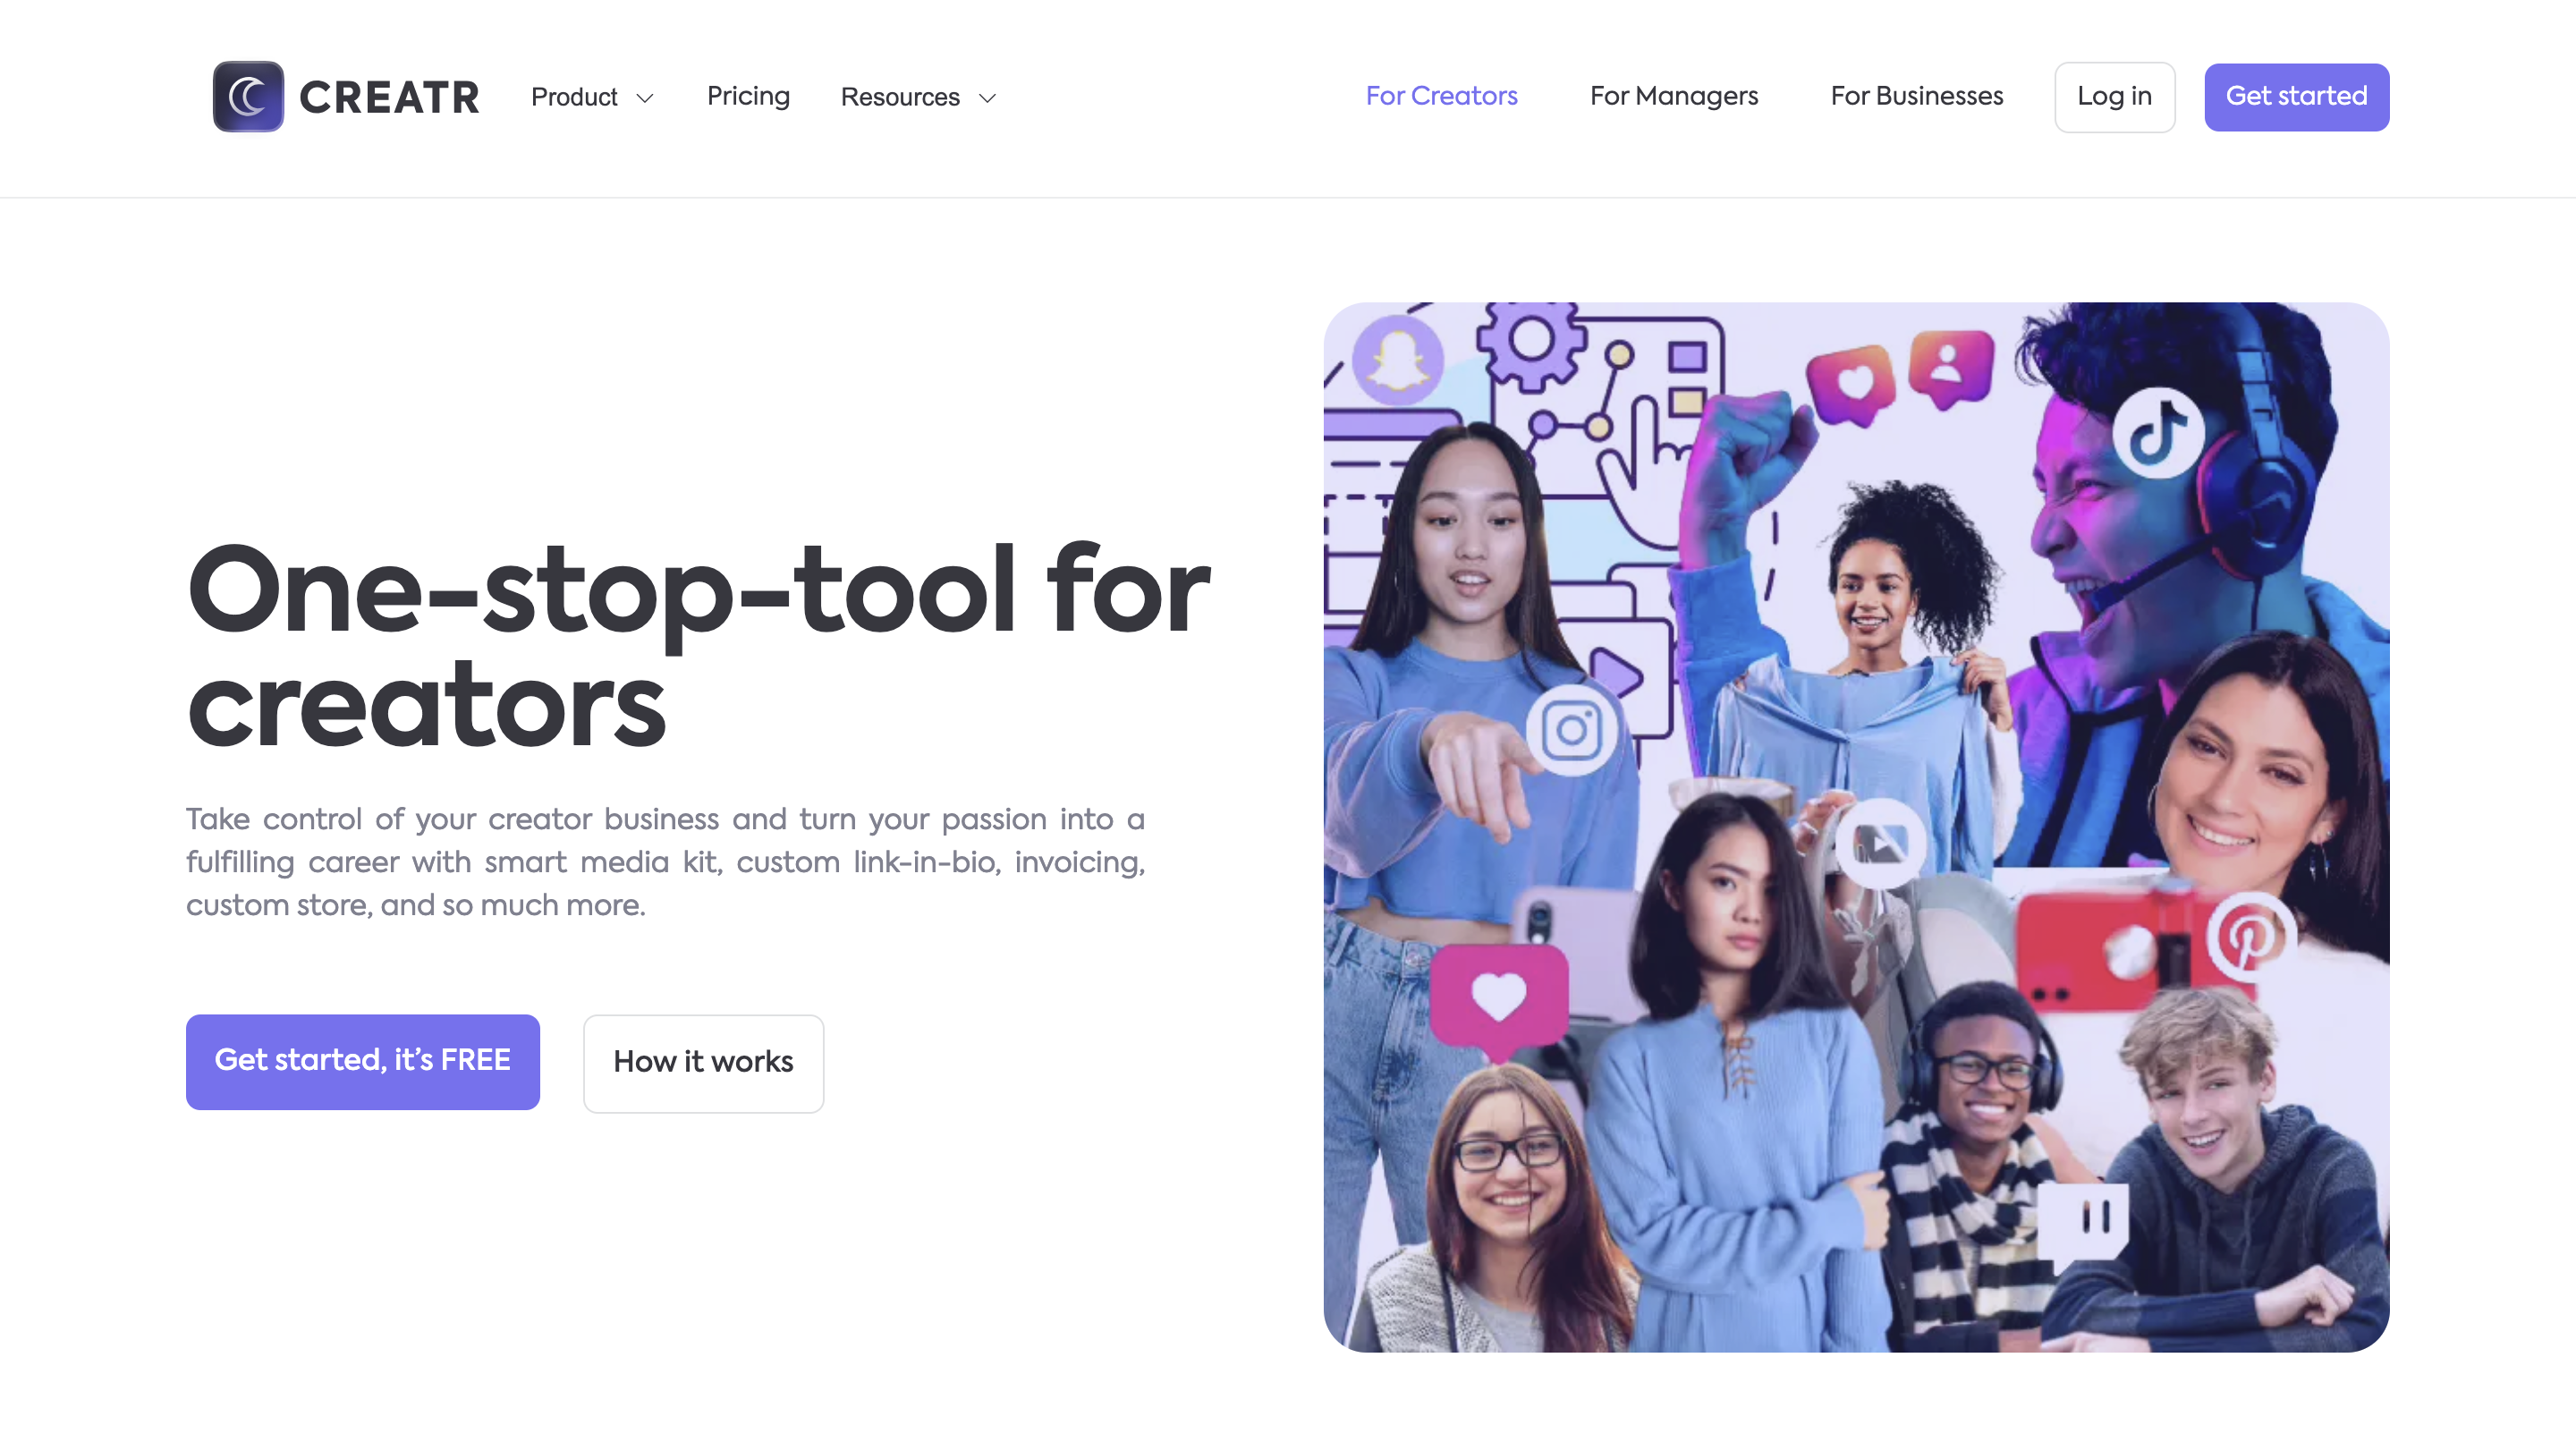 CREATR
Product
Pricing
Resources
For Creators
For Managers
For Businesses
Log in
Get started
One-stop-tool for
creators
Take control of your creator business and turn your passion into a
fulfilling career with smart media kit, custom link-in-bio, invoicing,
custom store, and so much more.
Get started, it’s FREE
How it works